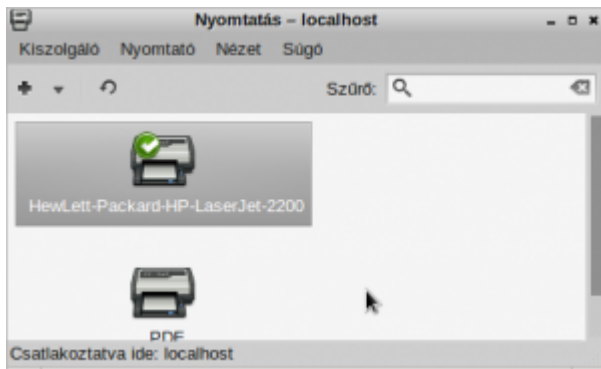 Nyomtatás – localhost
Kiszolgáló Nyomtató Nézet Súgó
Szűrő:
HewLett-Packard-HP-LaserJet-2200
PDF
Csatlakoztatva ide: localhost